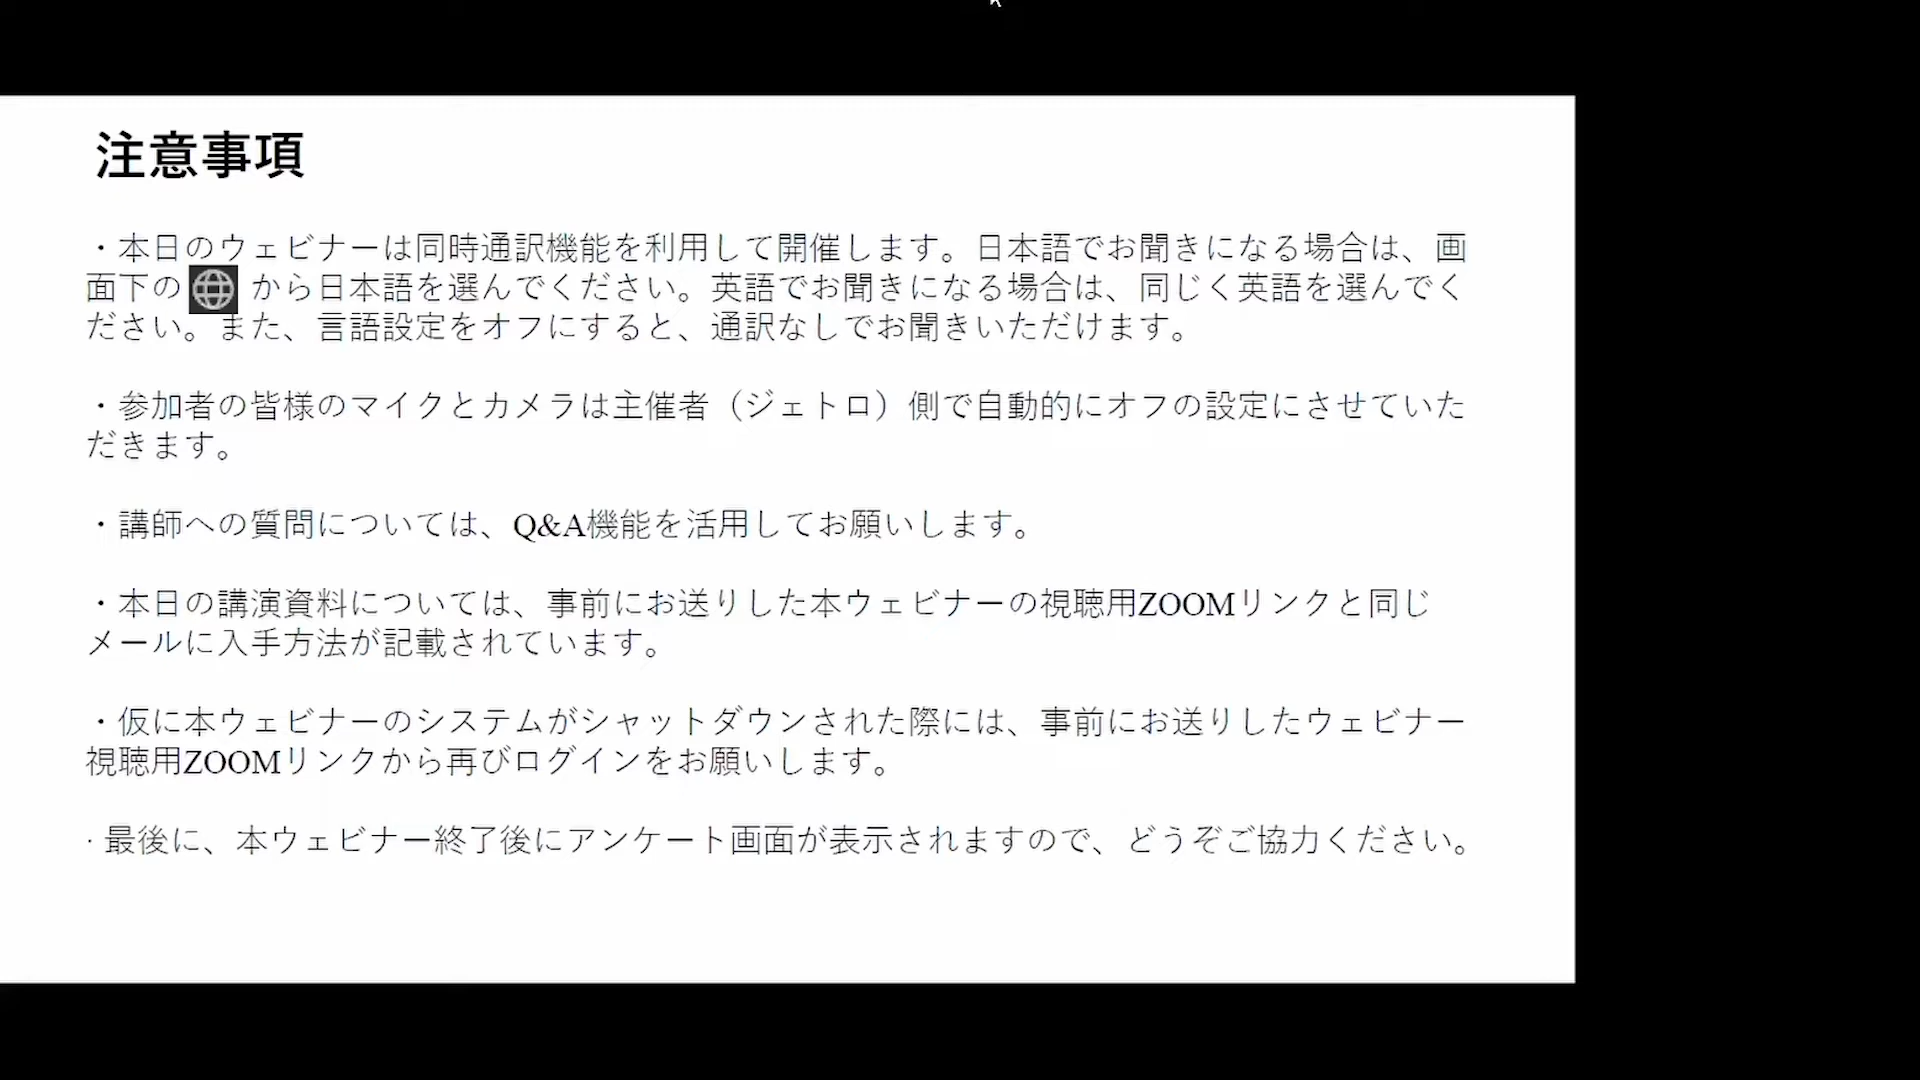 注意事項
・本日のウェビナーは同時通訳機能を利用して開催します。日本語でお聞きになる場合は、画
面下の から日本語を選んでください。英語でお聞きになる場合は、同じく英語を選んでく
ださい。また、言語設定をオフにすると、通訳なしでお聞きいただけます。
・参加者の皆様のマイクとカメラは主催者（ジェトロ）側で自動的にオフの設定にさせていた
だきます。
・講師への質問については、Q&A機能を活用してお願いします。
・本日の講演資料については、事前にお送りした本ウェビナーの視聴用ZOOMリンクと同じ
メールに入手方法が記載されています。
・仮に本ウェビナーのシステムがシャットダウンされた際には、事前にお送りしたウェビナー
視聴用ZOOMリンクから再びログインをお願いします。
· 最後に、本ウェビナー終了後にアンケート画面が表示されますので、どうぞご協力ください。